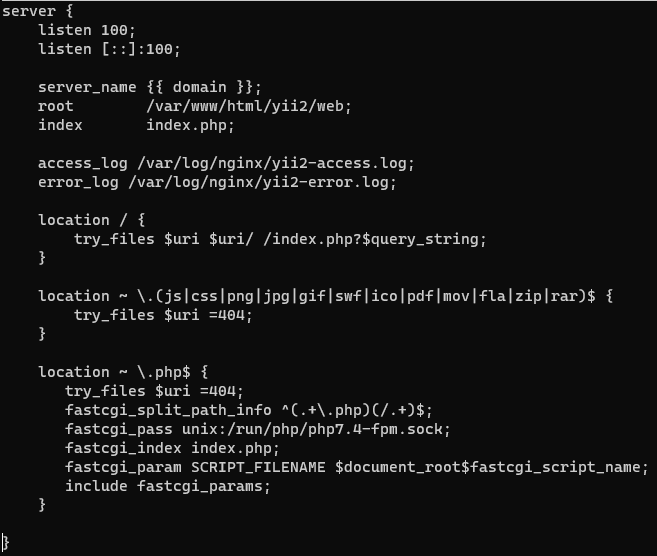 server {
    listen 100;
    listen [::]:100;

    server_name {{ domain }};
    root        /var/www/html/yii2/web;
    index       index.php;

    access_log /var/log/nginx/yii2-access.log;
    error_log /var/log/nginx/yii2-error.log;

    location / {
        try_files $uri $uri/ /index.php?$query_string;
    }

    location ~ \.(js|css|png|jpg|gif|swf|ico|pdf|mov|fla|zip|rar)$ {
        try_files $uri =404;
    }

    location ~ \.php$ {
       try_files $uri =404;
       fastcgi_split_path_info ^(.+\.php)(/.+)$;
       fastcgi_pass unix:/run/php/php7.4-fpm.sock;
       fastcgi_index index.php;
       fastcgi_param SCRIPT_FILENAME $document_root$fastcgi_script_name;
       include fastcgi_params;
    }

}